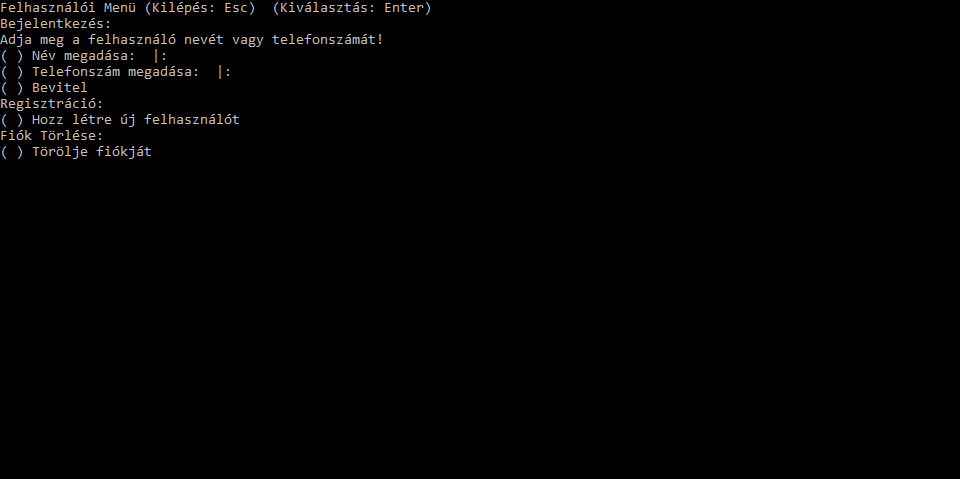 Felhasználói Menü (Kilépés: Esc)  (Kiválasztás: Enter)
Bejelentkezés:
Adja meg a felhasználó nevét vagy telefonszámát!
( ) Név megadása:  |:
( ) Telefonszám megadása:  |:
( ) Bevitel
Regisztráció:
( ) Hozz létre új felhasználót
Fiók Törlése:
( ) Törölje fiókját